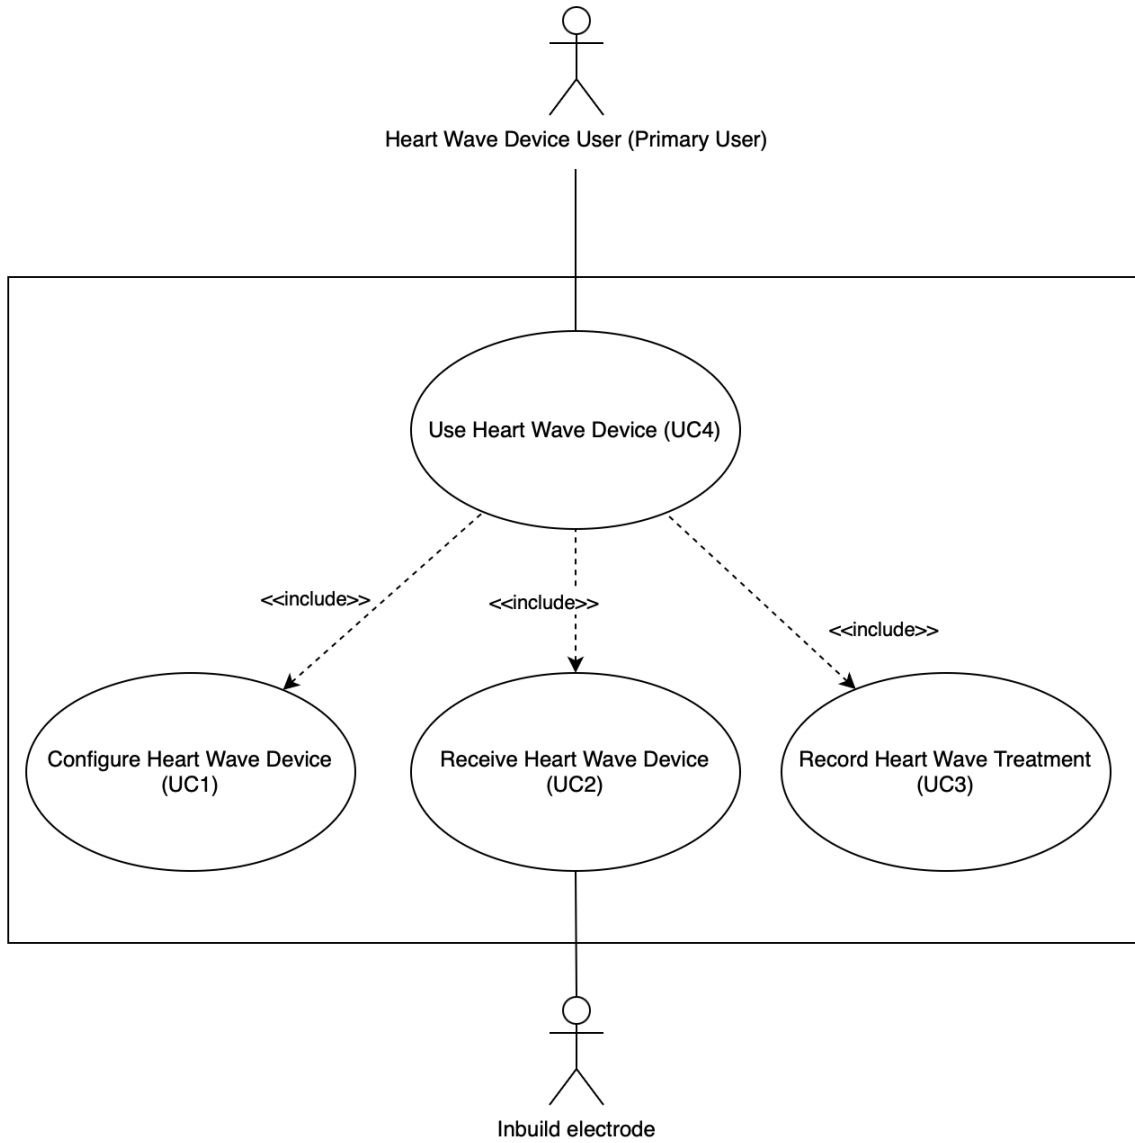 Heart Wave Device User (Primary User)
Use Heart Wave Device (UC4)
<<include>>
<<include>>
<<include>>
Configure Heart Wave Device
(UC1)
Receive Heart Wave Device
(UC2)
Record Heart Wave Treatment
(UC3)
Inbuild electrode